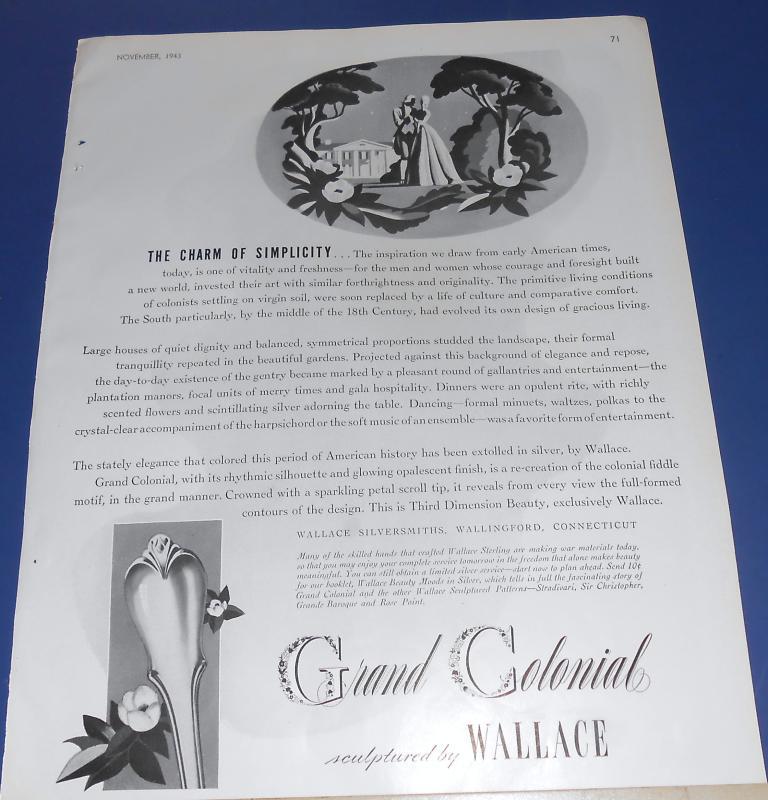 NOVEMBER, 1943
71
THE CHARM OF SIMPLICITY . . . The inspiration we draw from early American times,
today, is one of vitality and freshness—for the men and women whose courage and foresight built
a new world, invested their art with similar forthrightness and originality. The primitive living conditions
of colonists settling on virgin soil, were soon replaced by a life of culture and comparative comfort.
The South particularly, by the middle of the 18th Century, had evolved its own design of gracious living.
Large houses of quiet dignity and balanced, symmetrical proportions studded the landscape, their formal
tranquillity repeated in the beautiful gardens. Projected against this background of elegance and repose,
the day-to-day existence of the gentry became marked by a pleasant round of gallantries and entertainment—the
plantation manors, focal units of merry times and gala hospitality. Dinners were an opulent rite, with richly
scented flowers and scintillating silver adorning the table. Dancing—formal minuets, waltzes, polkas to the
crystal-clear accompaniment of the harpsichord or the soft music of an ensemble—was a favorite form of entertainment.
The stately elegance that colored this period of American history has been extolled in silver, by Wallace.
Grand Colonial, with its rhythmic silhouette and glowing opalescent finish, is a re-creation of the colonial fiddle
motif, in the grand manner. Crowned with a sparkling petal scroll tip, it reveals from every view the full-formed
contours of the design. This is Third Dimension Beauty, exclusively Wallace.
WALLACE SILVERSMITHS, WALLINGFORD, CONNECTICUT
Many of the skilled hands that crafted Wallace Sterling are making war materials today,
so that you may enjoy your complete service tomorrow in the freedom that alone makes beauty
meaningful. You can still obtain a limited silver service—start now to plan ahead. Send 10¢
for our booklet, Wallace Beauty Moods in Silver, which tells in full the fascinating story of
Grand Colonial and the other Wallace Sculptured Patterns—Stradivari, Sir Christopher,
Grande Baroque and Rose Point.
Grand Colonial
sculptured by WALLACE